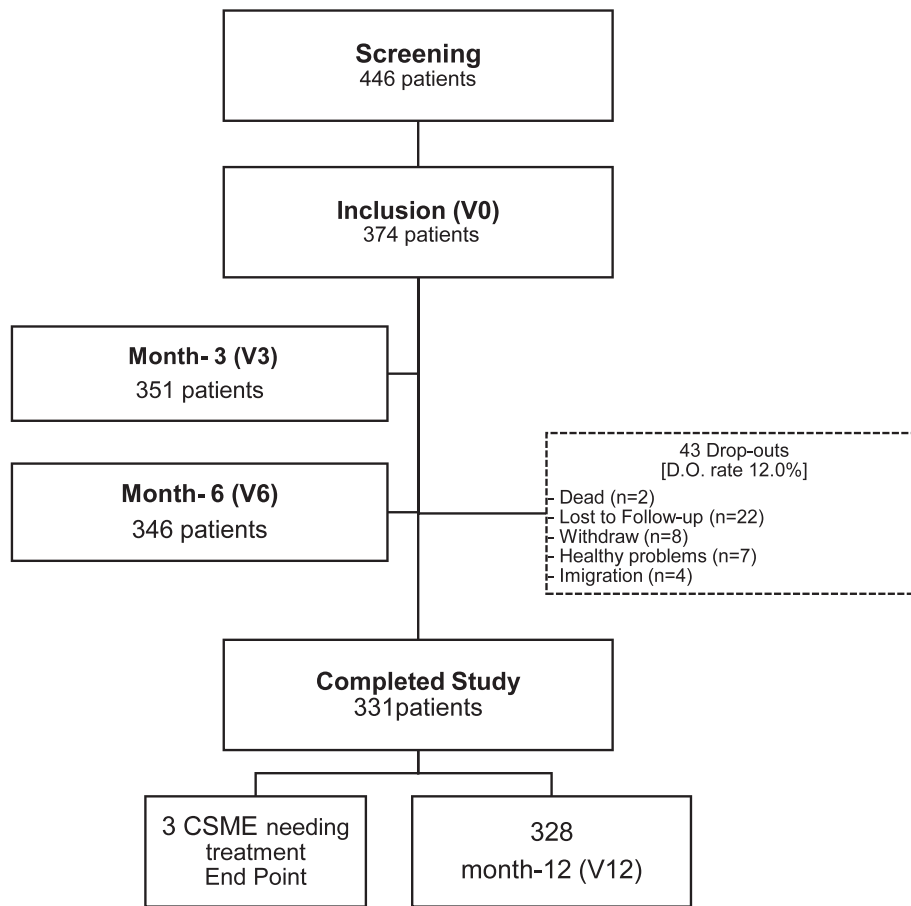 Screening
446 patients
Inclusion (V0)
374 patients
Month- 3 (V3)
351 patients
Month- 6 (V6)
346 patients
43 Drop-outs
[D.O. rate 12.0%]
- Dead (n=2)
- Lost to Follow-up (n=22)
- Withdraw (n=8)
- Healthy problems (n=7)
- Imigration (n=4)
Completed Study
331patients
3 CSME needing
treatment
End Point
328
month-12 (V12)